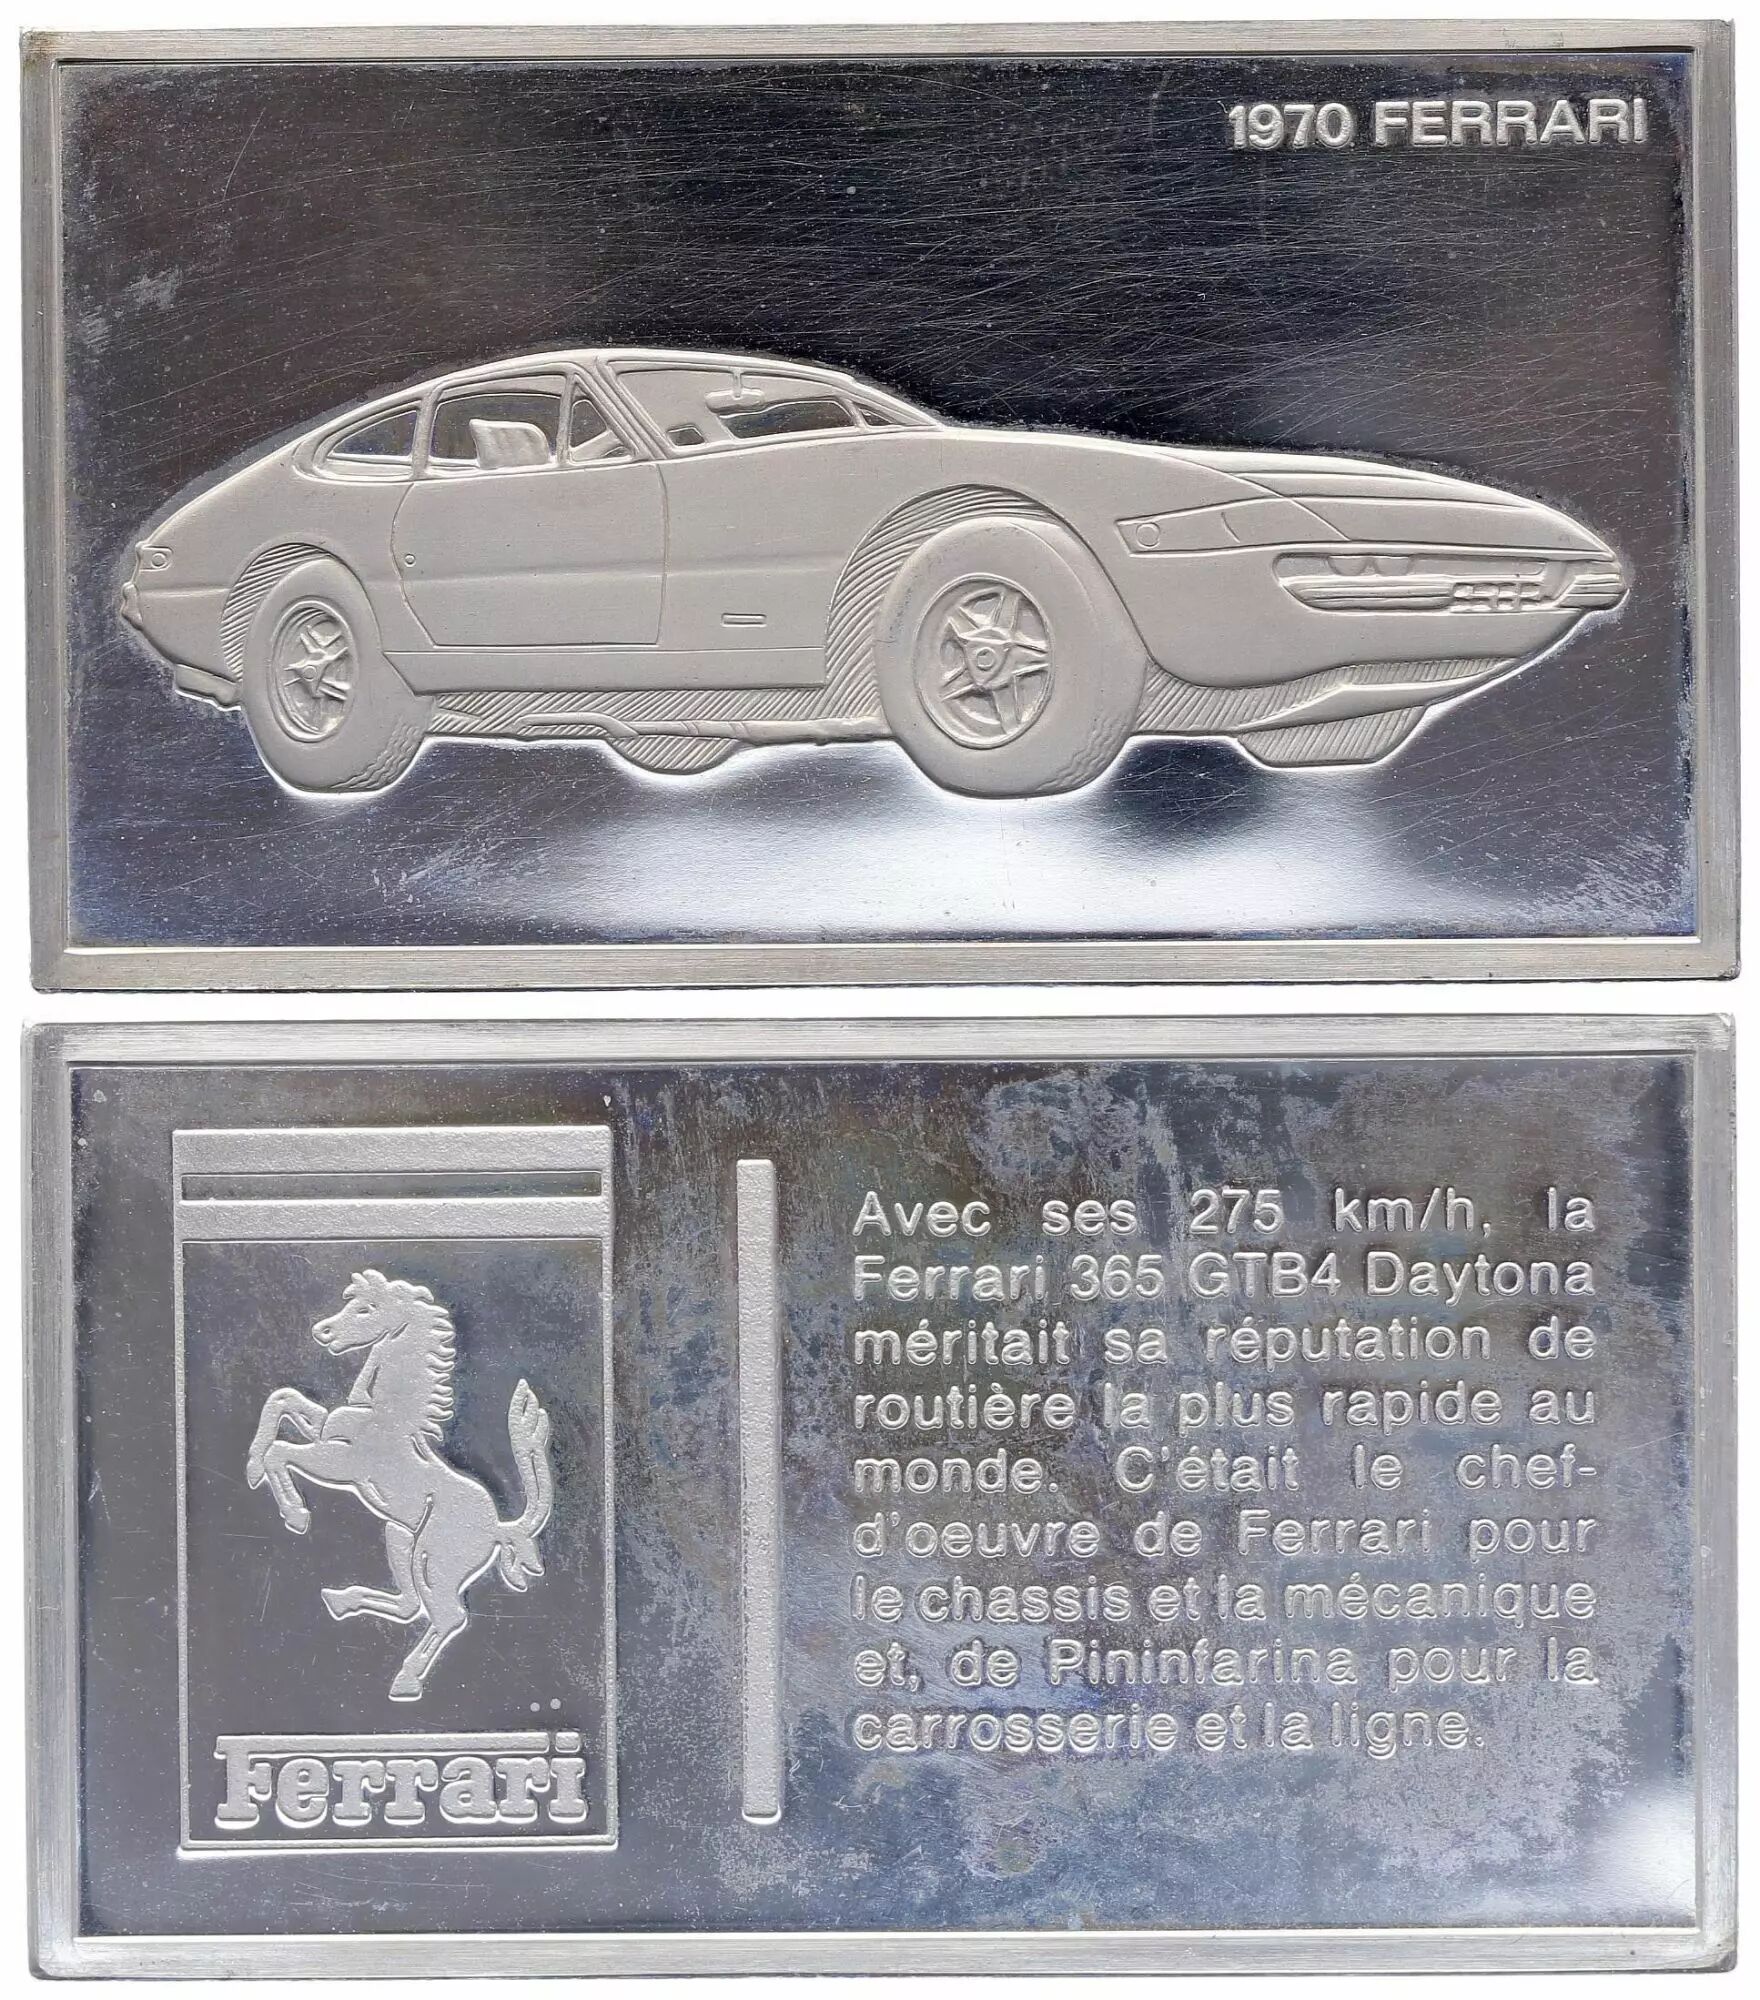 1970 FERRARI
Avec ses 275 km/h, la
Ferrari 365 GTB4 Daytona
méritait sa réputation de
routière la plus rapide au
monde. C'était le chef-
d'oeuvre de Ferrari pour
le chassis et la mécanique
et, de Pininfarina pour la
carrosserie et la ligne.
Ferrari